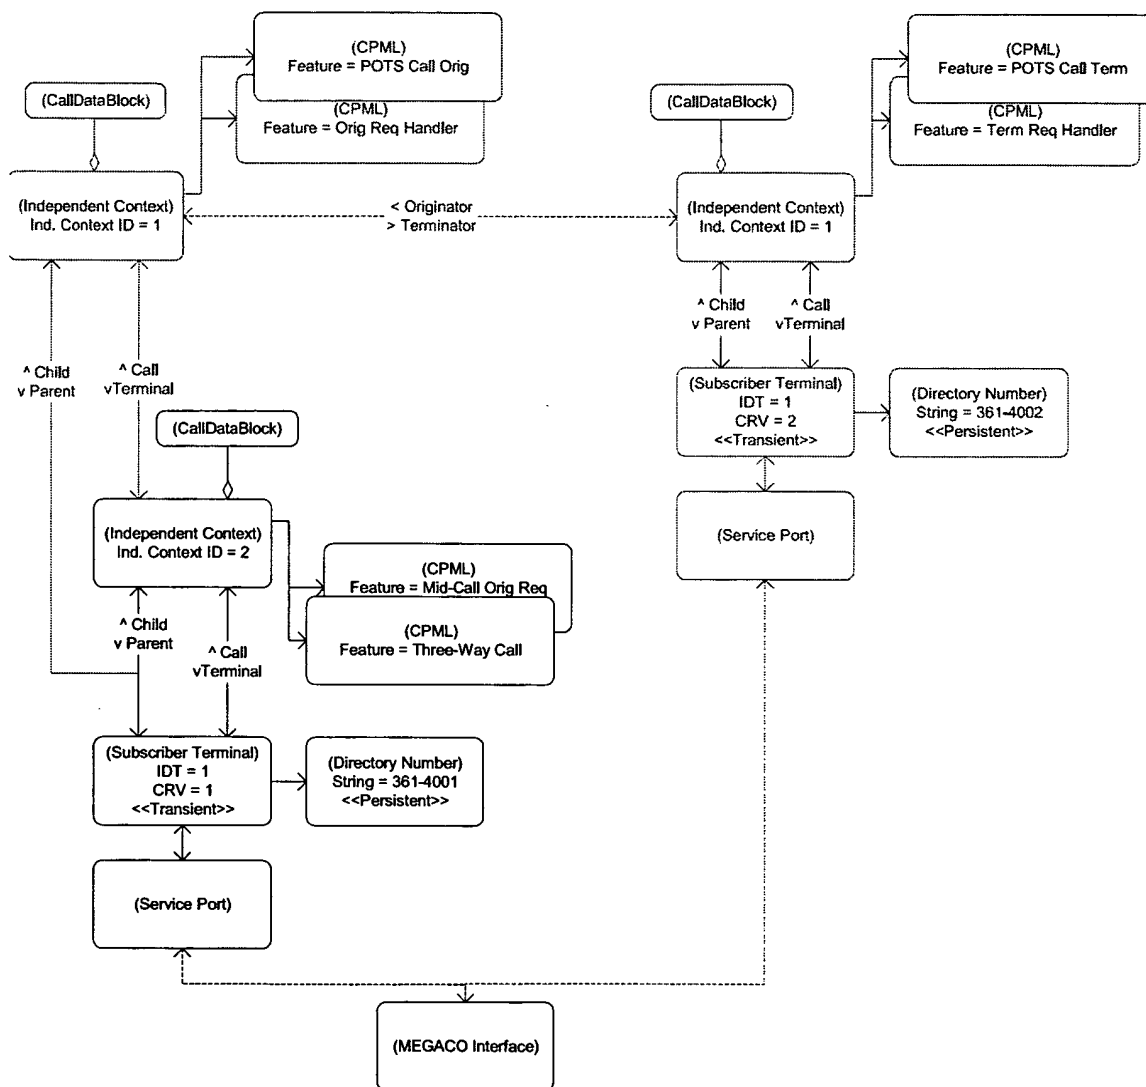 (CPML)
Feature = POTS Call Orig
(CPML)
Feature = Orig Req Handler
(CallDataBlock)
(Independent Context)
Ind. Context ID = 1
< Originator
> Terminator
(CPML)
Feature = POTS Call Term
(CPML)
Feature = Term Req Handler
(CallDataBlock)
(Independent Context)
Ind. Context ID = 1
^ Child
v Parent
^ Call
vTerminal
(Subscriber Terminal)
IDT = 1
CRV = 2
<<Transient>>
(Directory Number)
String = 361-4002
<<Persistent>>
(Service Port)
^ Child
v Parent
^ Call
vTerminal
(CallDataBlock)
(Independent Context)
Ind. Context ID = 2
(CPML)
Feature = Mid-Call Orig Req
(CPML)
Feature = Three-Way Call
^ Child
v Parent
^ Call
vTerminal
(Subscriber Terminal)
IDT = 1
CRV = 1
<<Transient>>
(Directory Number)
String = 361-4001
<<Persistent>>
(Service Port)
(MEGACO Interface)